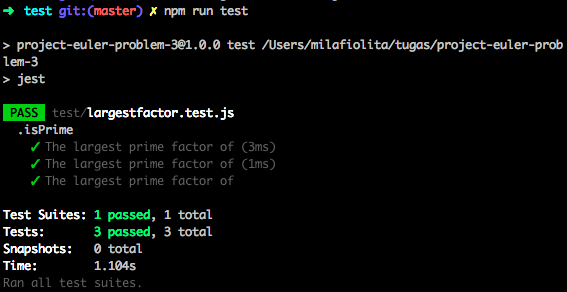 ➜ test git:(master) ✗ npm run test
> project-euler-problem-3@1.0.0 test /Users/milafiolita/tugas/project-euler-prob
lem-3
> jest
PASS test/largestfactor.test.js
.isPrime
✓ The largest prime factor of (3ms)
✓ The largest prime factor of (1ms)
✓ The largest prime factor of
Test Suites: 1 passed, 1 total
Tests: 3 passed, 3 total
Snapshots: 0 total
Time: 1.104s
Ran all test suites.